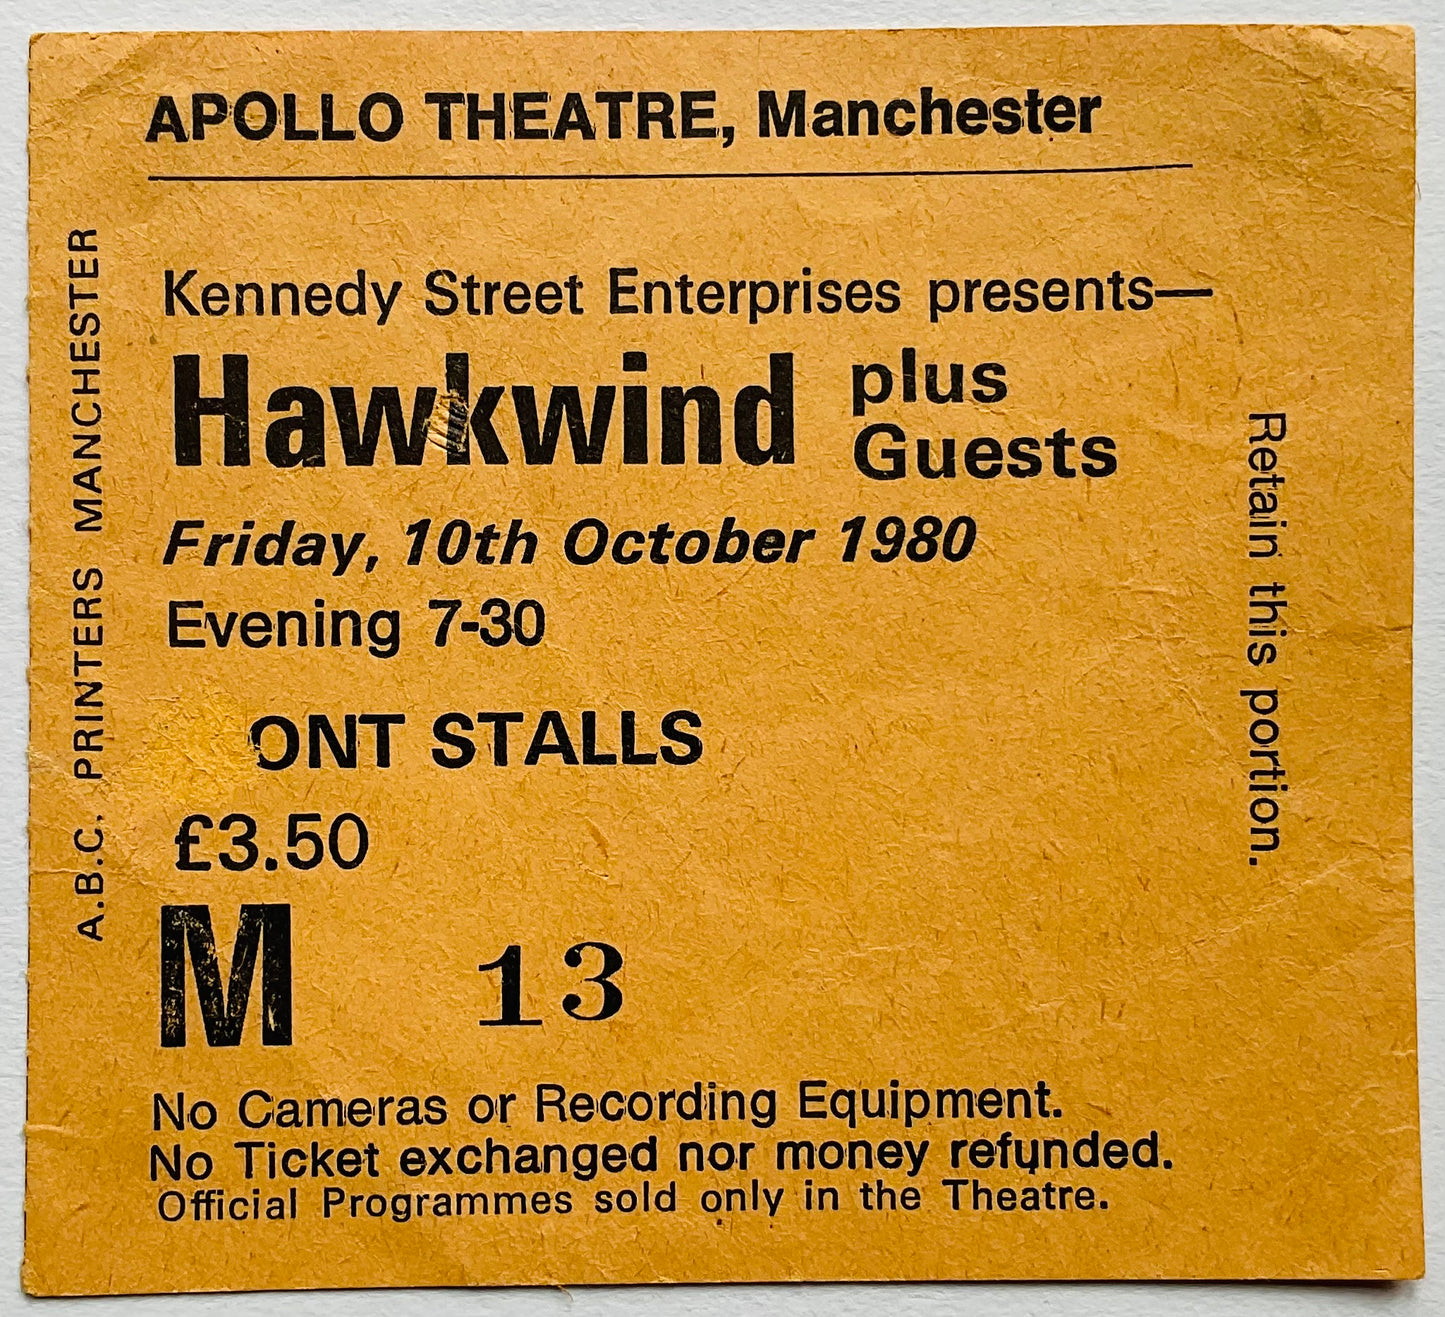 APOLLO THEATRE, Manchester
Kennedy Street Enterprises presents—
Hawkwind plus Guests
Friday, 10th October 1980
Evening 7-30
ONT STALLS
£3.50
M 13
No Cameras or Recording Equipment.
No Ticket exchanged nor money refunded.
Official Programmes sold only in the Theatre.
A.B.C. PRINTERS MANCHESTER
Retain this portion.